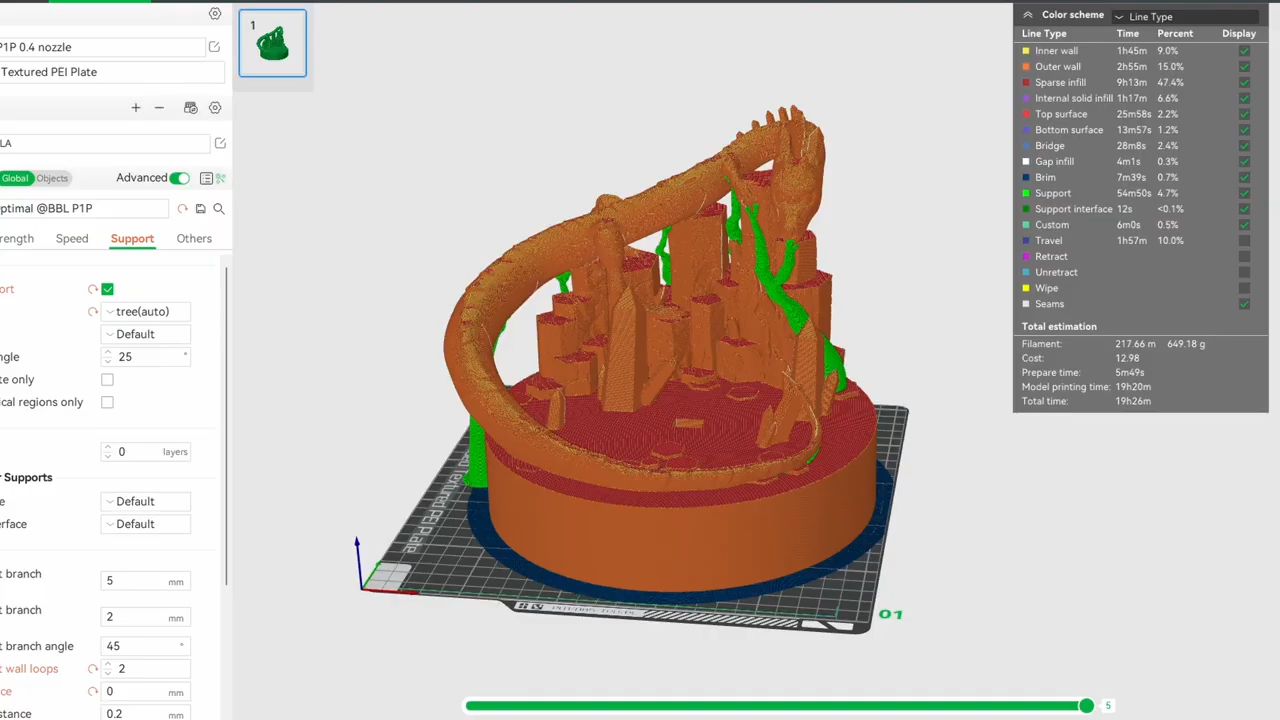 P1P 0.4 nozzle
Textured PEI Plate
LA
Global Objects Advanced
ptimal @BBL P1P
rength Speed Support Others
ort
tree(auto)
Default
ngle 25 °
te only
ical regions only
0 layers
r Supports
e Default
erface Default
t branch 5 mm
t branch 2 mm
t branch angle 45 °
t wall loops 2
ce 0 mm
stance 0.2 mm
1
Textured PEI Plate
01
5
Color scheme Line Type
Line Type Time Percent Display
Inner wall 1h45m 9.0%
Outer wall 2h55m 15.0%
Sparse infill 9h13m 47.4%
Internal solid infill 1h17m 6.6%
Top surface 25m58s 2.2%
Bottom surface 13m57s 1.2%
Bridge 28m8s 2.4%
Gap infill 4m1s 0.3%
Brim 7m39s 0.7%
Support 54m50s 4.7%
Support interface 12s <0.1%
Custom 6m0s 0.5%
Travel 1h57m 10.0%
Retract
Unretract
Wipe
Seams
Total estimation
Filament: 217.66 m 649.18 g
Cost: 12.98
Prepare time: 5m49s
Model printing time: 19h20m
Total time: 19h26m